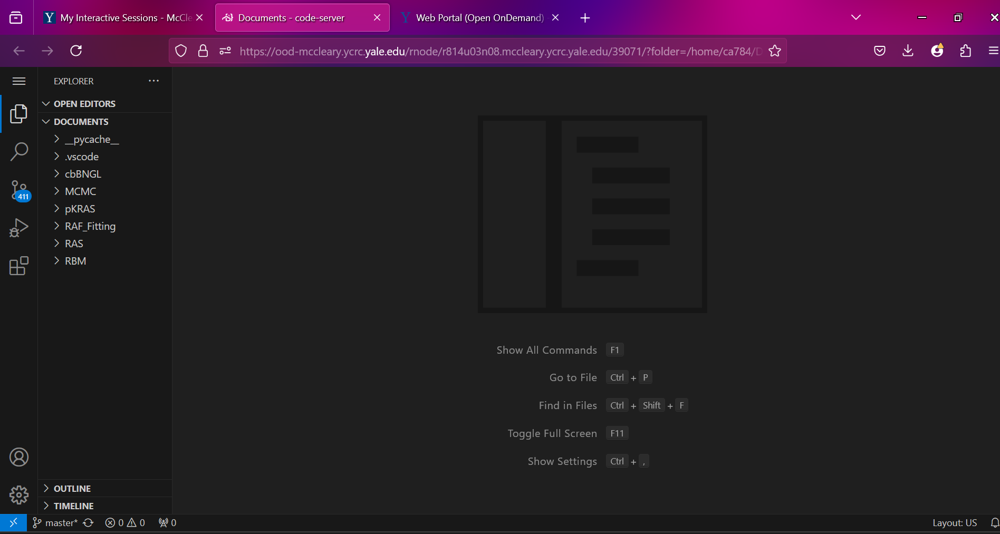 My Interactive Sessions - McCle
Documents - code-server
Web Portal (Open OnDemand)
https://ood-mccleary.ycrc.yale.edu/rnode/r814u03n08.mccleary.ycrc.yale.edu/39071/?folder=/home/ca784/D
EXPLORER
OPEN EDITORS
DOCUMENTS
__pycache__
.vscode
cbBNGL
MCMC
pKRAS
RAF_Fitting
RAS
RBM
411
Show All Commands F1
Go to File Ctrl + P
Find in Files Ctrl + Shift + F
Toggle Full Screen F11
Show Settings Ctrl + ,
OUTLINE
TIMELINE
master* 0 0 0 Layout: US